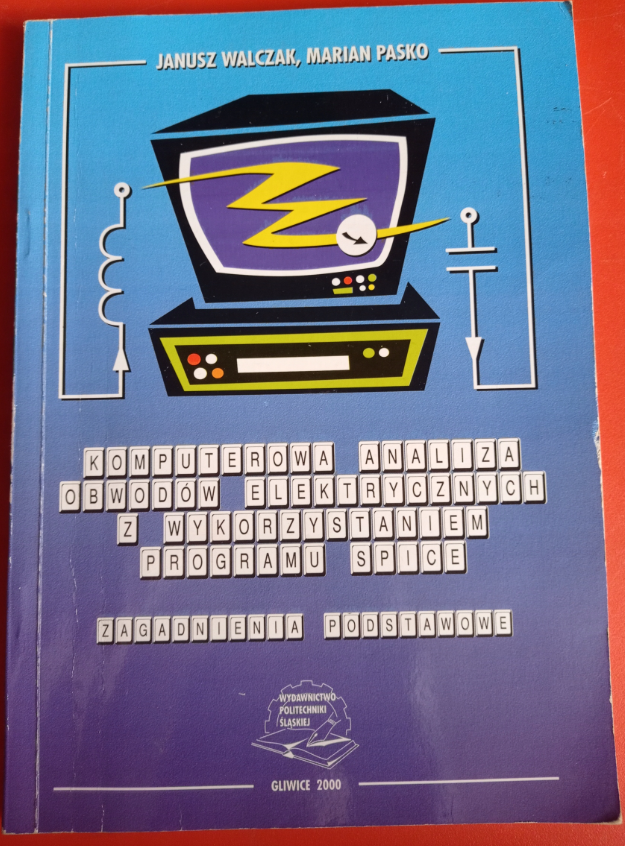 JANUSZ WALCZAK, MARIAN PASKO
KOMPUTEROWA ANALIZA
OBWODÓW ELEKTRYCZNYCH
Z WYKORZYSTANIEM
PROGRAMU SPICE
ZAGADNIENIA PODSTAWOWE
WYDAWNICTWO
POLITECHNIKI
ŚLĄSKIEJ
GLIWICE 2000